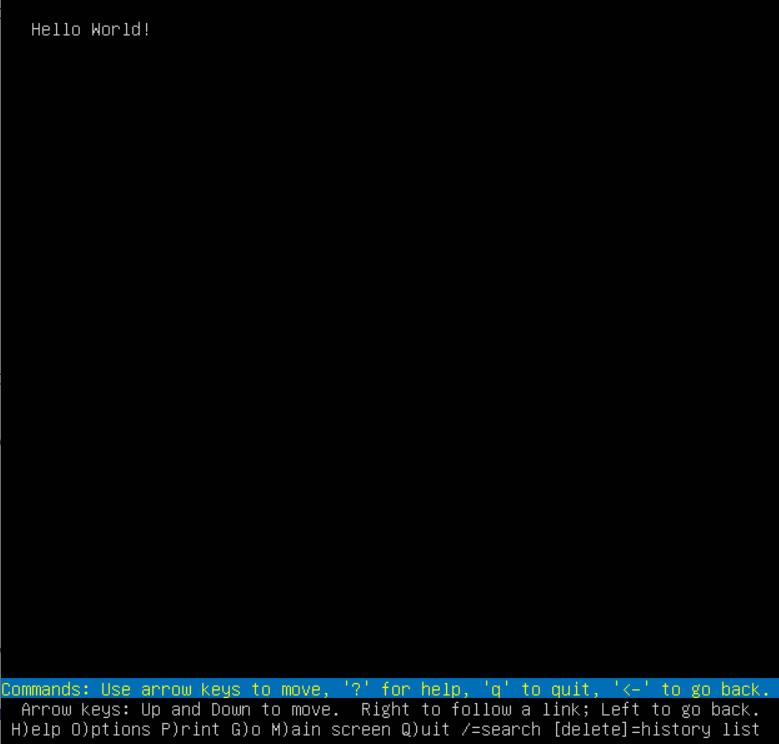 Hello World!
Commands: Use arrow keys to move, '?' for help, 'q' to quit, '<-' to go back.
Arrow keys: Up and Down to move.  Right to follow a link; Left to go back.
H)elp O)ptions P)rint G)o M)ain screen Q)uit /=search [delete]=history list